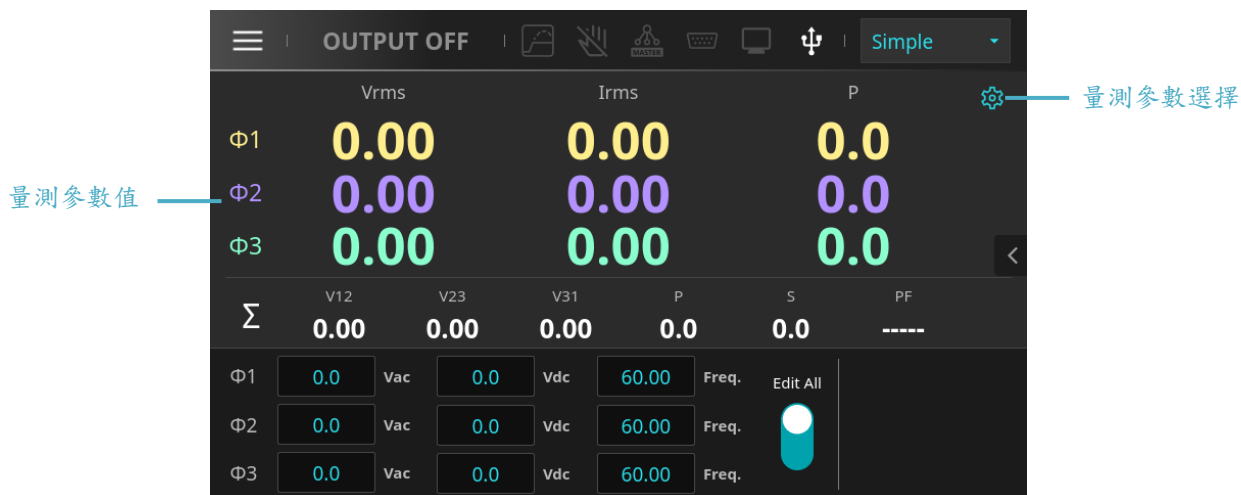 OUTPUT OFF MASTER Simple
Vrms Irms P 量測參數選擇
Φ1 0.00 0.00 0.0
量測參數值 Φ2 0.00 0.00 0.0
Φ3 0.00 0.00 0.0
V12 V23 V31 P S PF
Σ 0.00 0.00 0.00 0.0 0.0 -----
Φ1 0.0 Vac 0.0 Vdc 60.00 Freq. Edit All
Φ2 0.0 Vac 0.0 Vdc 60.00 Freq.
Φ3 0.0 Vac 0.0 Vdc 60.00 Freq.